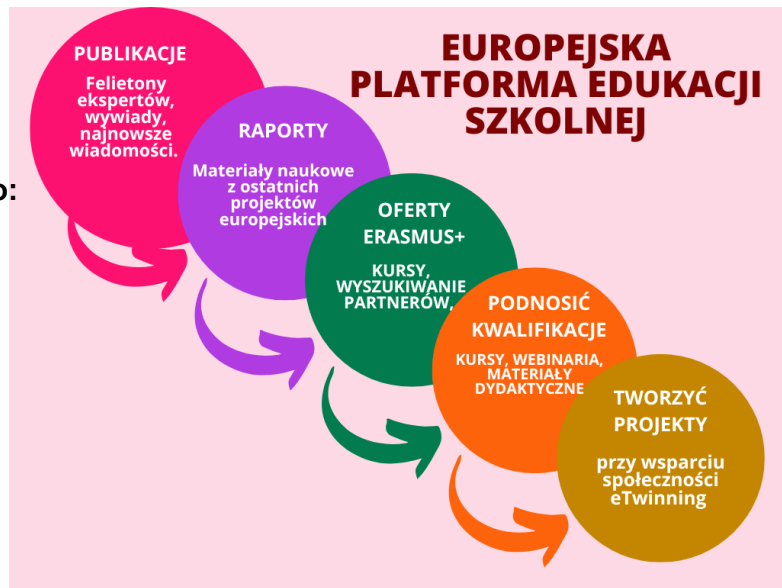 EUROPEJSKA
PLATFORMA EDUKACJI
SZKOLNEJ
PUBLIKACJE
Felietony
ekspertów,
wywiady,
najnowsze
wiadomości.
o:
RAPORTY
Materiały naukowe
z ostatnich
projektów
europejskich
OFERTY
ERASMUS+
KURSY,
WYSZUKIWANIE
PARTNERÓW,
PODNOSIĆ
KWALIFIKACJE
KURSY, WEBINARIA,
MATERIAŁY
DYDAKTYCZNE
TWORZYĆ
PROJEKTY
przy wsparciu
społeczności
eTwinning